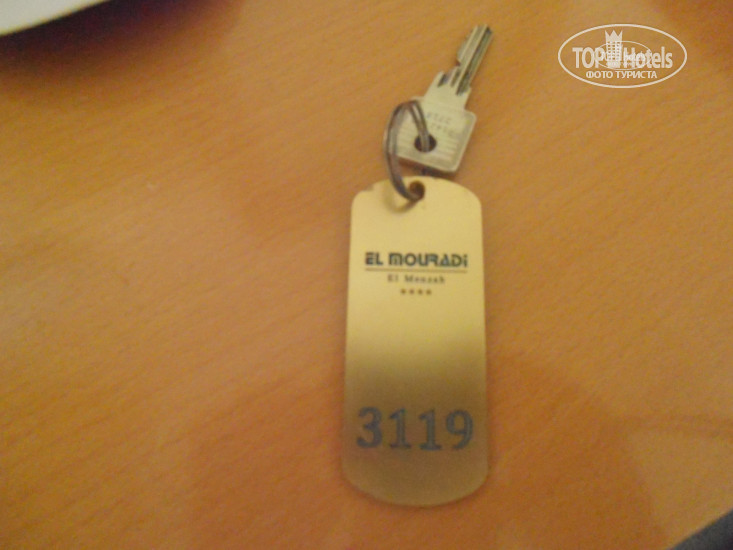 TOP Hotels
ФОТО ТУРИСТА
EL MOURADI
El Menzah
★★★★
3119